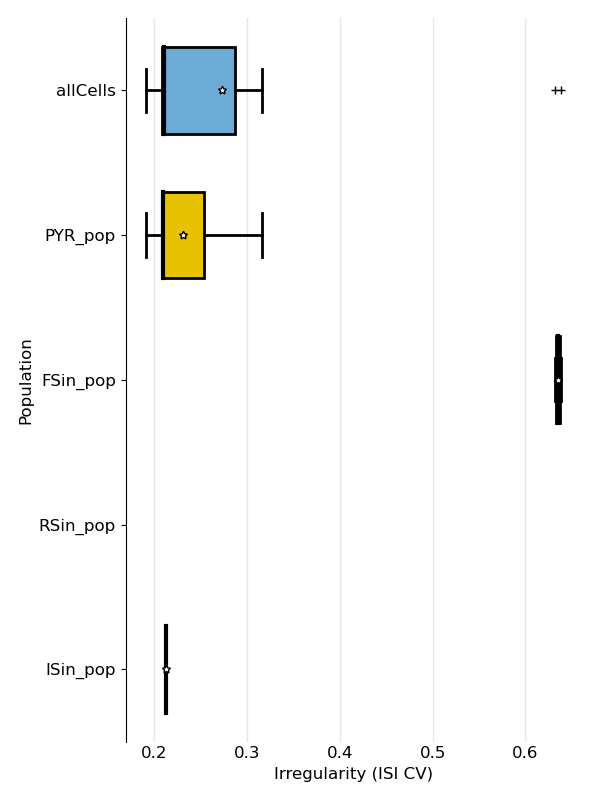 allCells
PYR_pop
FSin_pop
RSin_pop
ISin_pop
Population
0.2 0.3 0.4 0.5 0.6
Irregularity (ISI CV)